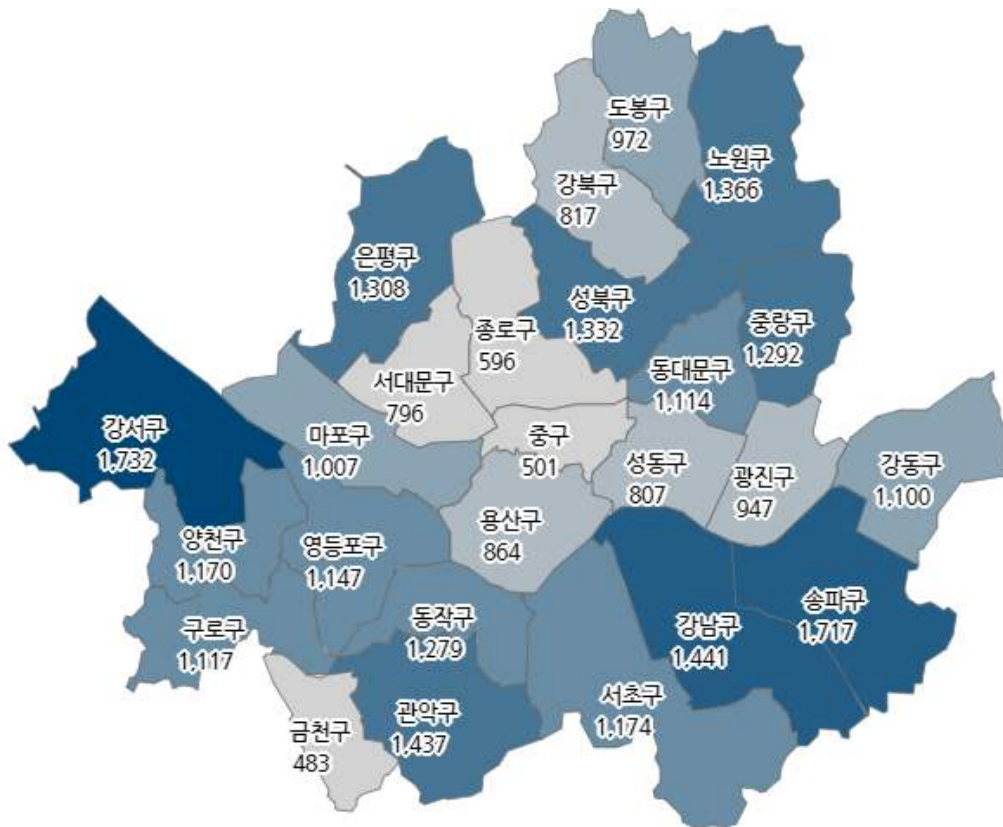 도봉구
972
노원구
1,366
강북구
817
은평구
1,308
성북구
1,332
종로구
596
중랑구
1,292
동대문구
1,114
서대문구
796
강서구
1,732
마포구
1,007
중구
501
성동구
807
광진구
947
강동구
1,100
용산구
864
양천구
1,170
영등포구
1,147
구로구
1,117
동작구
1,279
강남구
1,441
송파구
1,717
서초구
1,174
관악구
1,437
금천구
483